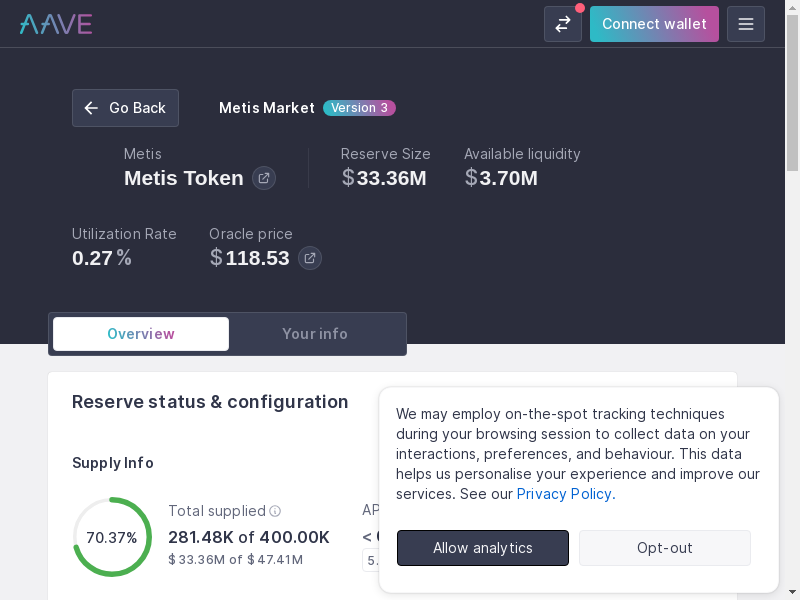 AAVE
Connect wallet
Go Back
Metis Market Version 3
Metis
Metis Token
Reserve Size
$33.36M
Available liquidity
$3.70M
Utilization Rate
0.27%
Oracle price
$118.53
Overview
Your info
Reserve status & configuration
Supply Info
70.37%
Total supplied
281.48K of 400.00K
$33.36M of $47.41M
AP
<
5.
We may employ on-the-spot tracking techniques
during your browsing session to collect data on your
interactions, preferences, and behaviour. This data
helps us personalise your experience and improve our
services. See our Privacy Policy.
Allow analytics
Opt-out